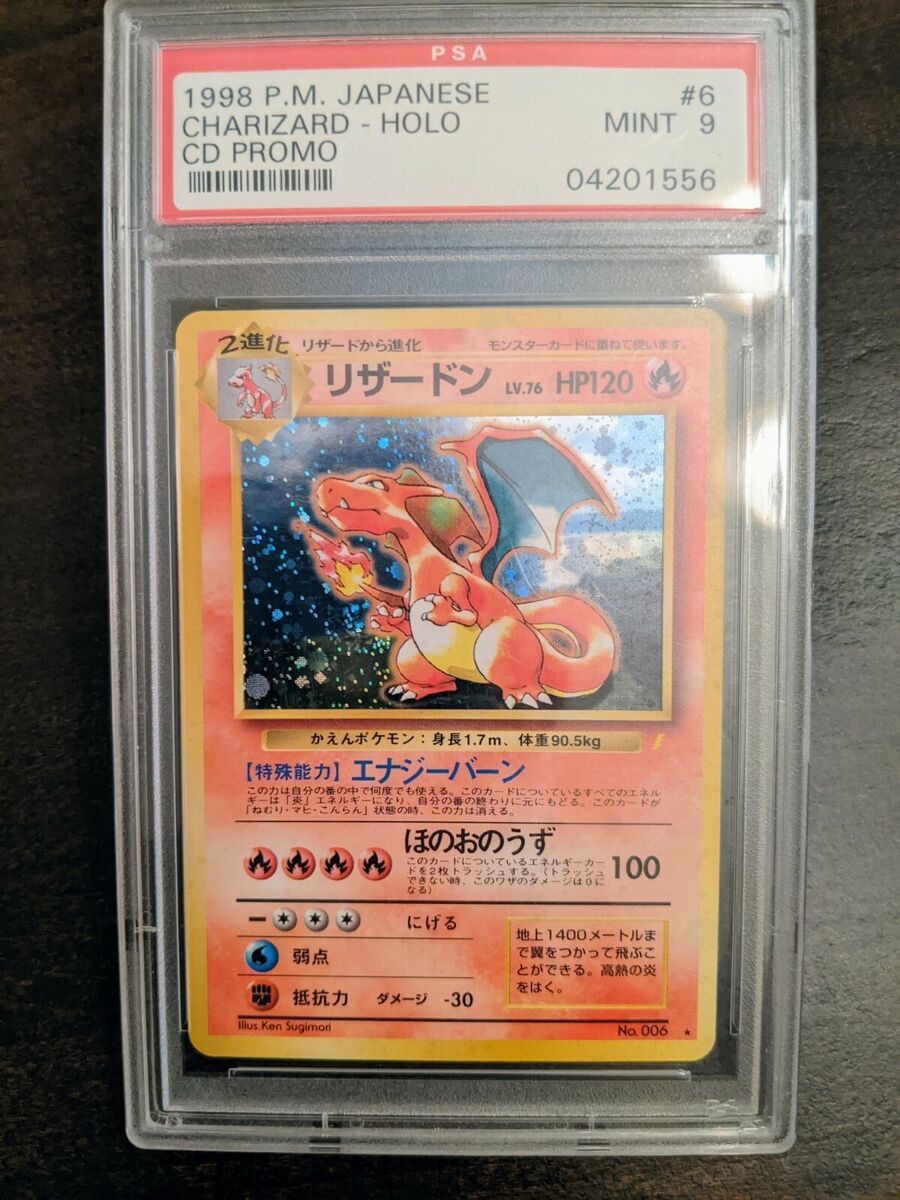 PSA
1998 P.M. JAPANESE #6
CHARIZARD - HOLO MINT 9
CD PROMO
04201556
2進化 リザードから進化 モンスターカードに重ねて使います。
リザードン LV.76 HP120
かえんポケモン：身長1.7m、体重90.5kg
【特殊能力】エナジーバーン
この力は自分の番の中で何度でも使える。このカードについているすべてのエネル
ギーは「炎」エネルギーになり、自分の番の終わりに元にもどる。このカードが
「ねむり・マヒ・こんらん」状態の時、この力は消える。
ほのおのうず
このカードについているエネルギーカー
ドを2枚トラッシュする。(トラッシュ
できない時、このワザのダメージは0に
なる)
100
ー にげる
弱点
抵抗力 ダメージ -30
地上1400メートルま
で翼をつかって飛ぶこ
とができる。高熱の炎
をはく。
Illus.Ken Sugimori No. 006 ★